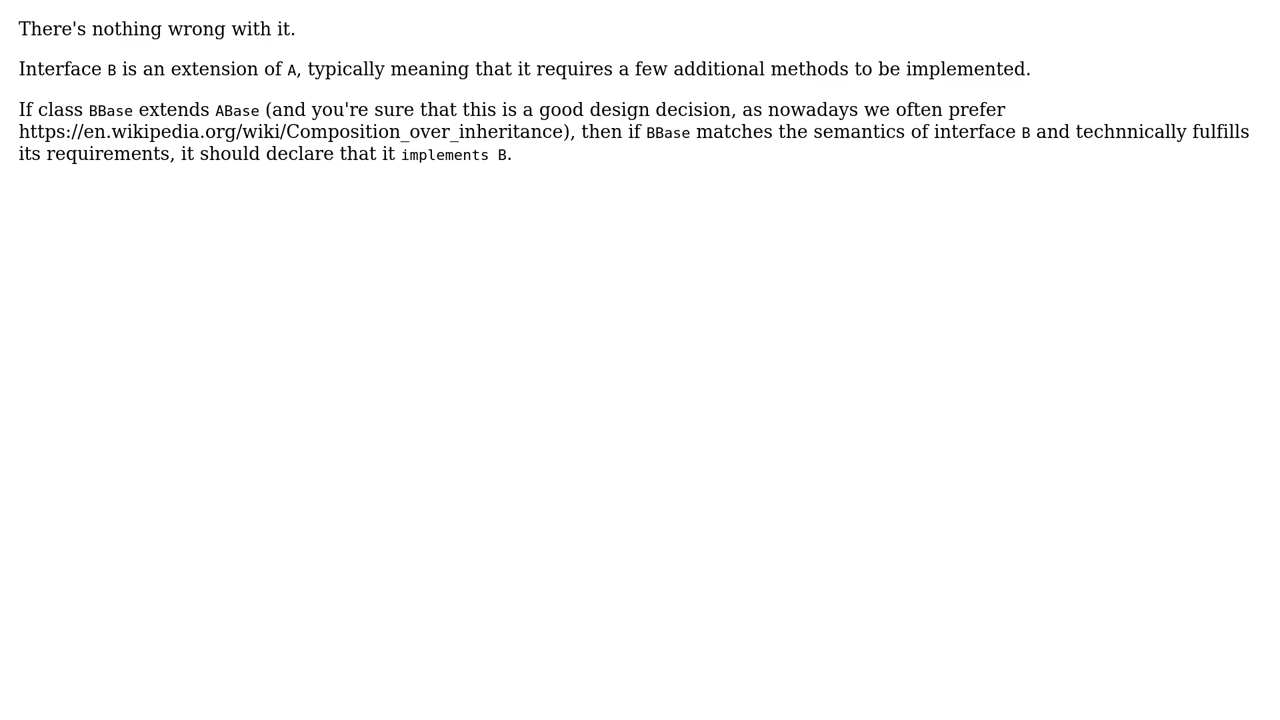 There's nothing wrong with it.
Interface B is an extension of A, typically meaning that it requires a few additional methods to be implemented.
If class BBase extends ABase (and you're sure that this is a good design decision, as nowadays we often prefer
https://en.wikipedia.org/wiki/Composition_over_inheritance), then if BBase matches the semantics of interface B and technnically fulfills
its requirements, it should declare that it implements B.